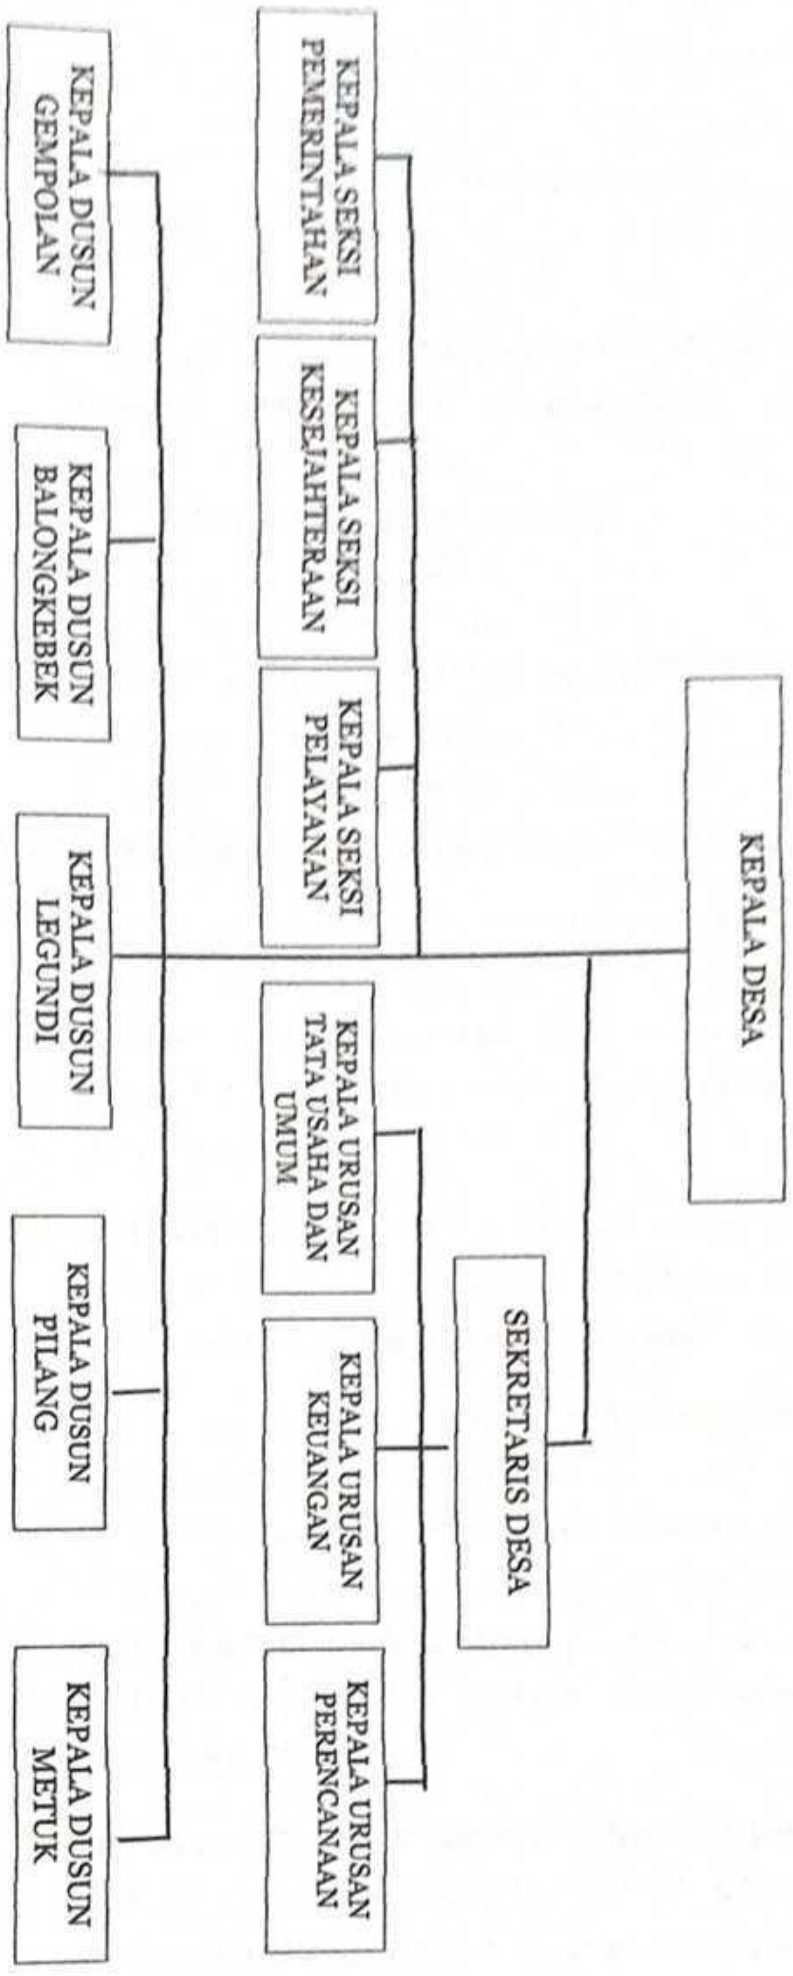 KEPALA DESA
SEKRETARIS DESA
KEPALA SEKSI
PEMERINTAHAN
KEPALA SEKSI
KESEJAHTERAAN
KEPALA SEKSI
PELAYANAN
KEPALA URUSAN
TATA USAHA DAN
UMUM
KEPALA URUSAN
KEUANGAN
KEPALA URUSAN
PERENCANAAN
KEPALA DUSUN
GEMPOLAN
KEPALA DUSUN
BALONGKEBEK
KEPALA DUSUN
LEGUNDI
KEPALA DUSUN
PILANG
KEPALA DUSUN
METUK